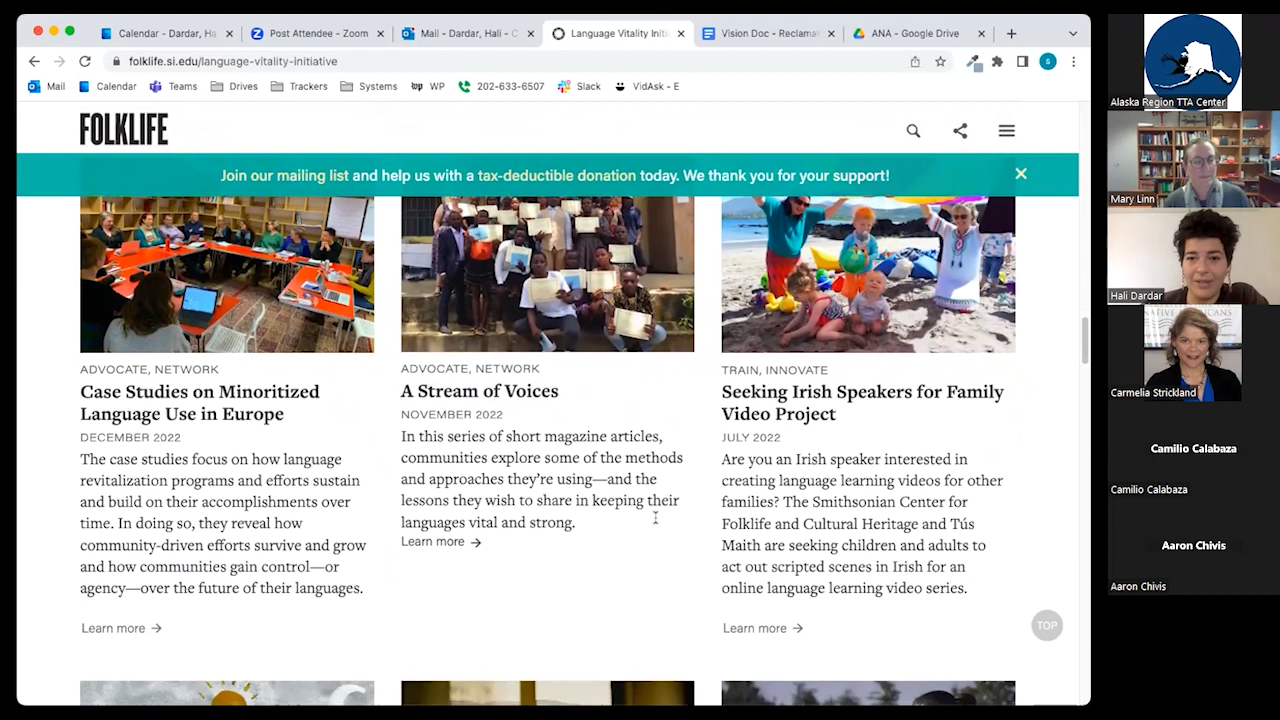 Calendar - Dardar, Ha
Post Attendee - Zoom
Mail - Dardar, Hali - O
Language Vitality Initi
Vision Doc - Reclamat
ANA - Google Drive
folklife.si.edu/language-vitality-initiative
S
Mail
Calendar
Teams
Drives
Trackers
Systems
WP
202-633-6507
Slack
VidAsk - E
FOLKLIFE
Join our mailing list and help us with a tax-deductible donation today. We thank you for your support!
ADVOCATE, NETWORK
Case Studies on Minoritized
Language Use in Europe
DECEMBER 2022
The case studies focus on how language
revitalization programs and efforts sustain
and build on their accomplishments over
time. In doing so, they reveal how
community-driven efforts survive and grow
and how communities gain control—or
agency—over the future of their languages.
Learn more →
ADVOCATE, NETWORK
A Stream of Voices
NOVEMBER 2022
In this series of short magazine articles,
communities explore some of the methods
and approaches they're using—and the
lessons they wish to share in keeping their
languages vital and strong.
Learn more →
TRAIN, INNOVATE
Seeking Irish Speakers for Family
Video Project
JULY 2022
Are you an Irish speaker interested in
creating language learning videos for other
families? The Smithsonian Center for
Folklife and Cultural Heritage and Tús
Maith are seeking children and adults to
act out scripted scenes in Irish for an
online language learning video series.
Learn more →
TOP
Alaska Region TTA Center
Mary Linn
Hali Dardar
NATIVE AMERICANS
Carmelia Strickland
Camilio Calabaza
Camilio Calabaza
Aaron Chivis
Aaron Chivis